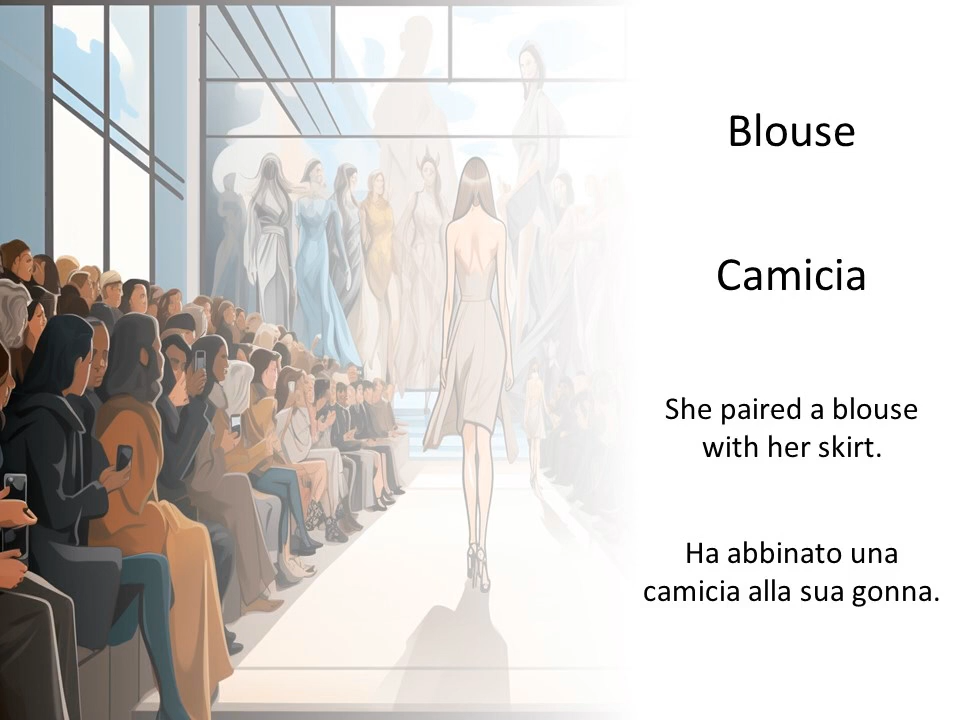 Blouse
Camicia
She paired a blouse
with her skirt.
Ha abbinato una
camicia alla sua gonna.